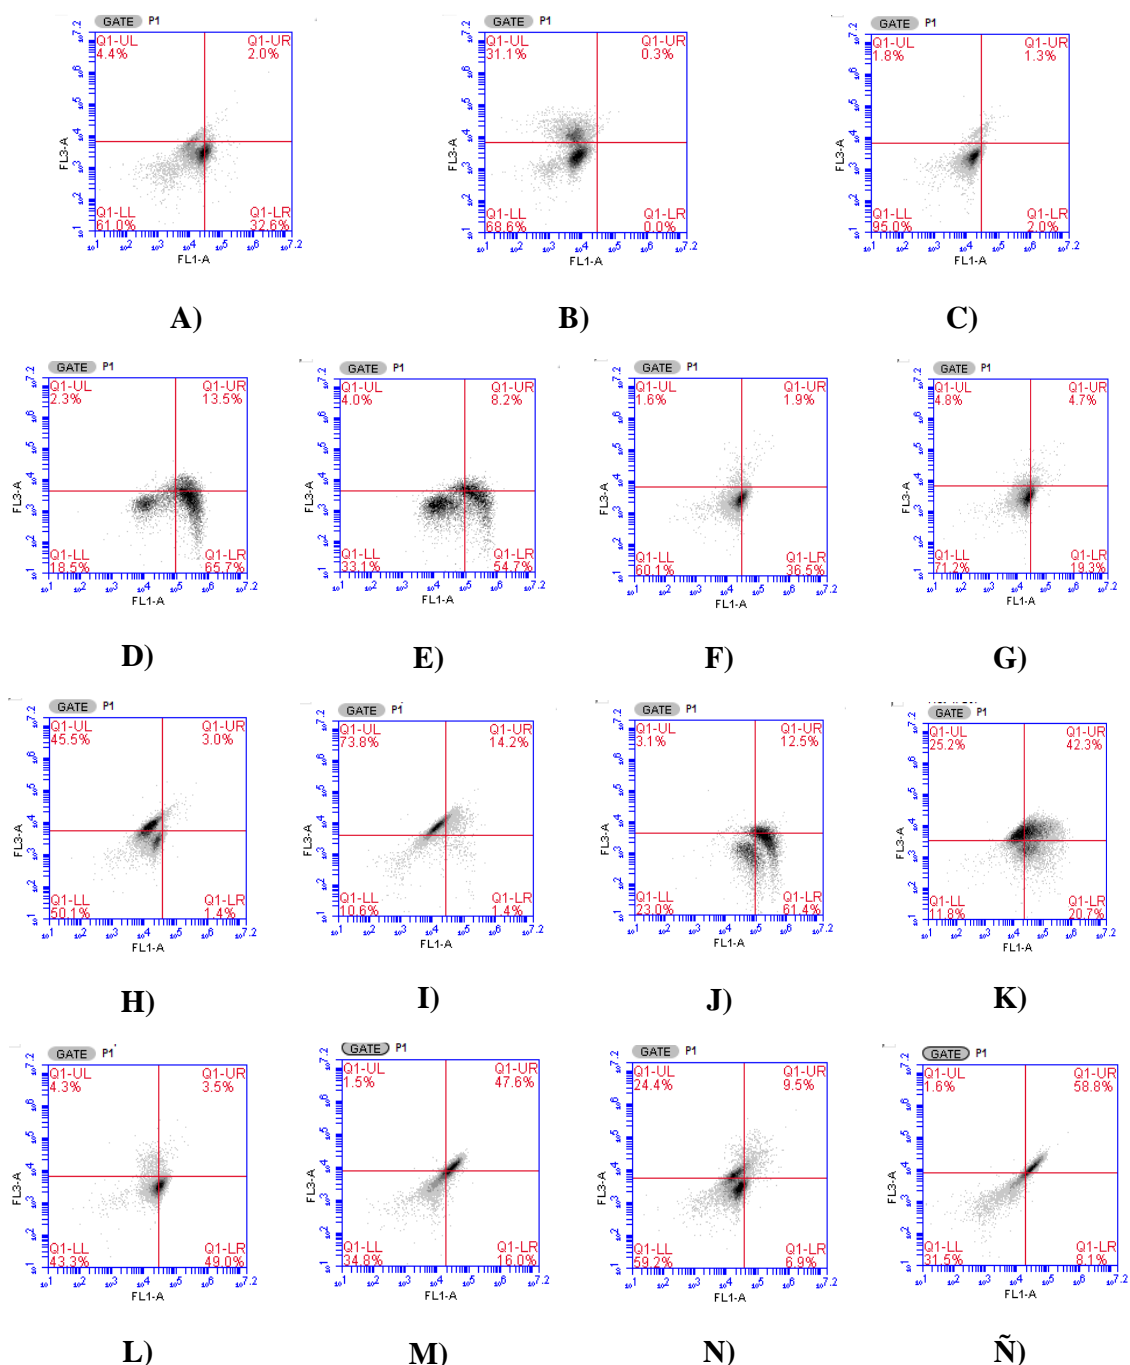 GATE P1
Q1-UL Q1-UR
4.4% 2.0%
Q1-LL Q1-LR
61.0% 32.6%
FL3-A
FL1-A
A)
GATE P1
Q1-UL Q1-UR
31.1% 0.3%
Q1-LL Q1-LR
68.6% 0.0%
FL3-A
FL1-A
B)
GATE P1
Q1-UL Q1-UR
1.8% 1.3%
Q1-LL Q1-LR
95.0% 2.0%
FL3-A
FL1-A
C)
GATE P1
Q1-UL Q1-UR
2.3% 13.5%
Q1-LL Q1-LR
18.5% 65.7%
FL3-A
FL1-A
D)
GATE P1
Q1-UL Q1-UR
4.0% 8.2%
Q1-LL Q1-LR
33.1% 54.7%
FL3-A
FL1-A
E)
GATE P1
Q1-UL Q1-UR
1.6% 1.9%
Q1-LL Q1-LR
60.1% 36.5%
FL3-A
FL1-A
F)
GATE P1
Q1-UL Q1-UR
4.8% 4.7%
Q1-LL Q1-LR
71.2% 19.3%
FL3-A
FL1-A
G)
GATE P1
Q1-UL Q1-UR
45.5% 3.0%
Q1-LL Q1-LR
50.1% 1.4%
FL3-A
FL1-A
H)
GATE P1
Q1-UL Q1-UR
73.8% 14.2%
Q1-LL Q1-LR
10.6% 1.4%
FL3-A
FL1-A
I)
GATE P1
Q1-UL Q1-UR
3.1% 12.5%
Q1-LL Q1-LR
23.0% 61.4%
FL3-A
FL1-A
J)
GATE P1
Q1-UL Q1-UR
25.2% 42.3%
Q1-LL Q1-LR
11.8% 20.7%
FL3-A
FL1-A
K)
GATE P1
Q1-UL Q1-UR
4.3% 3.5%
Q1-LL Q1-LR
43.3% 49.0%
FL3-A
FL1-A
L)
GATE P1
Q1-UL Q1-UR
1.5% 47.6%
Q1-LL Q1-LR
34.8% 16.0%
FL3-A
FL1-A
M)
GATE P1
Q1-UL Q1-UR
24.4% 9.5%
Q1-LL Q1-LR
59.2% 6.9%
FL3-A
FL1-A
N)
GATE P1
Q1-UL Q1-UR
1.6% 58.8%
Q1-LL Q1-LR
31.5% 8.1%
FL3-A
FL1-A
Ñ)